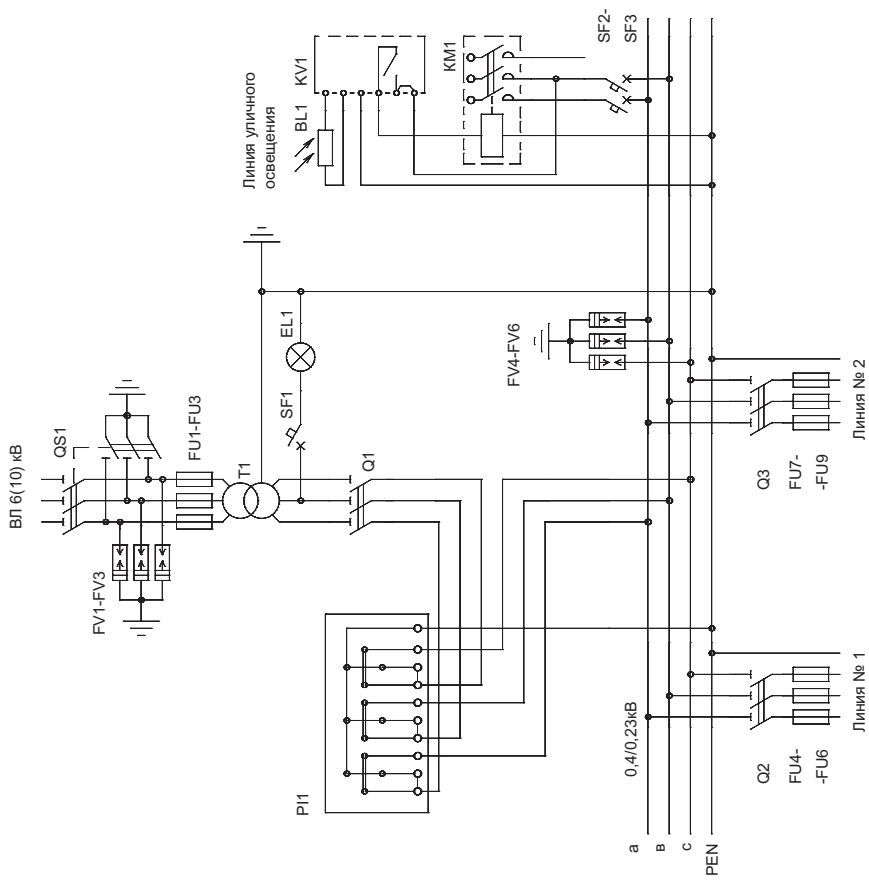 ВЛ 6(10) кВ
QS1
FV1-FV3
FU1-FU3
T1
SF1
EL1
Q1
PI1
Линия уличного
освещения
BL1
KV1
KM1
SF2-
SF3
FV4-FV6
0,4/0,23кВ
а
в
с
PEN
Q2
FU4-
-FU6
Линия № 1
Q3
FU7-
-FU9
Линия № 2